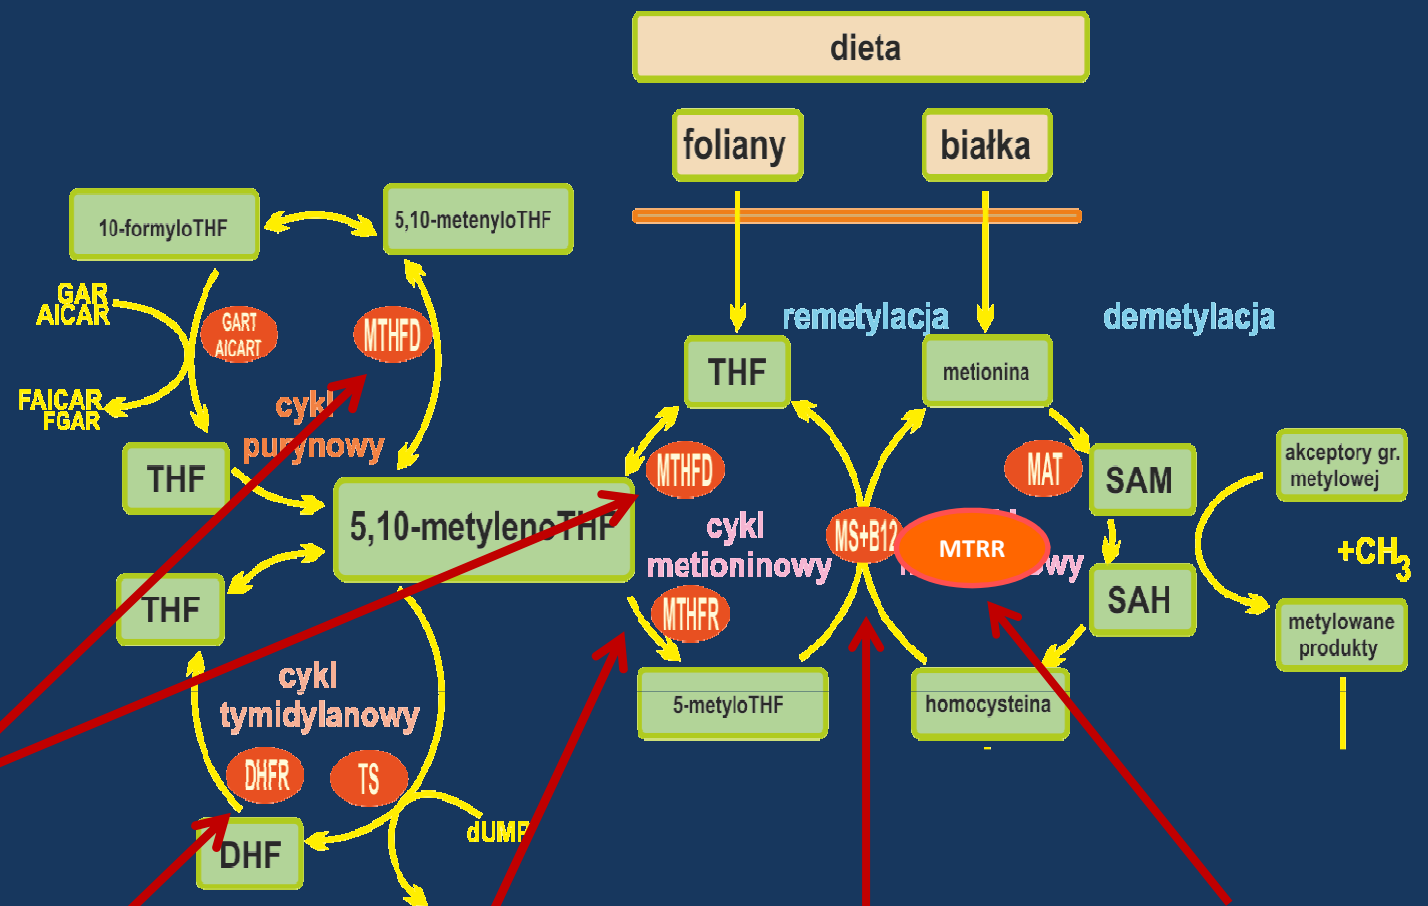 dieta
foliany
białka
10-formyloTHF
5,10-metenyloTHF
GAR
AICAR
GART
AICART
MTHFD
FAICAR
FGAR
cykl
purynowy
remetylacja
demetylacja
THF
metionina
THF
MTHFD
MAT
SAM
akceptory gr.
metylowej
5,10-metylenoTHF
cykl
metioninowy
MS+B12
MTRR
+CH3
THF
MTHFR
SAH
metylowane
produkty
cykl
tymidylanowy
5-metyloTHF
homocysteina
DHFR
TS
dUMP
DHF